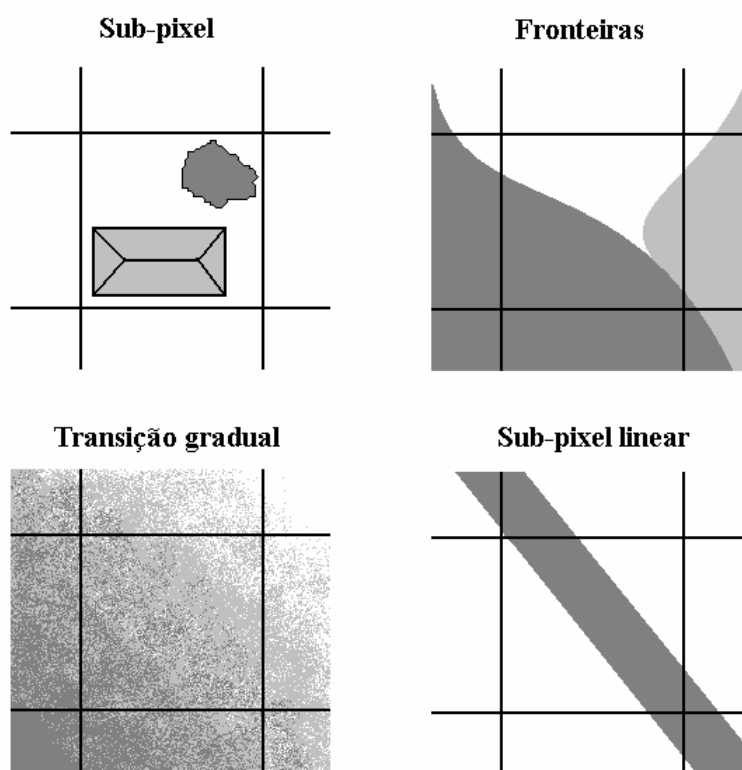 Sub-pixel
Fronteiras
Transição gradual
Sub-pixel linear